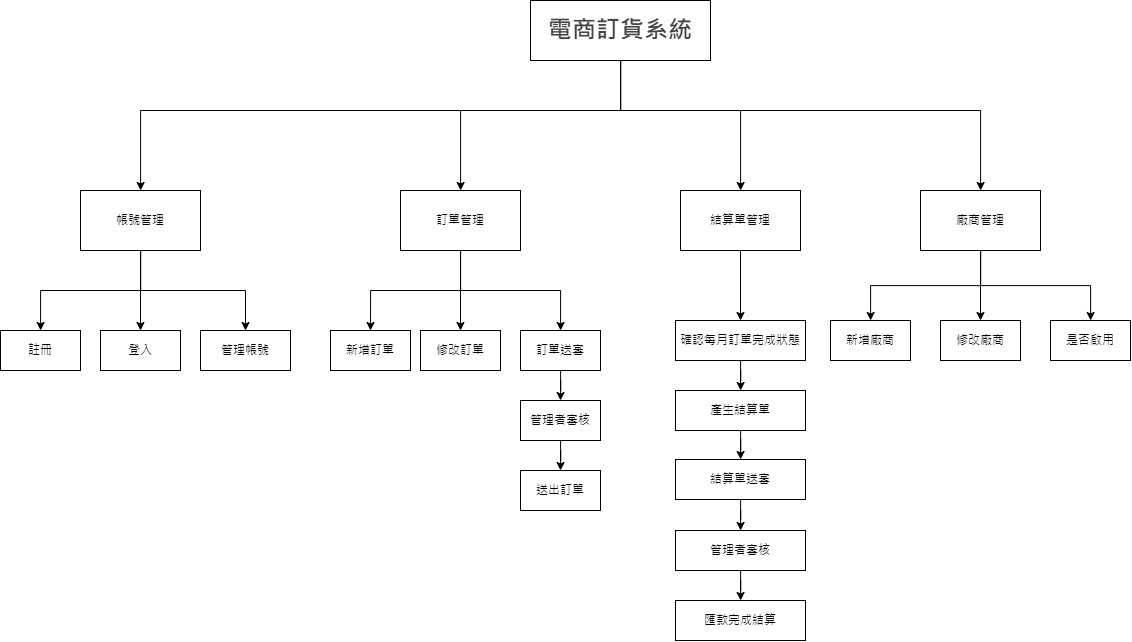 電商訂貨系統
帳號管理
訂單管理
結算單管理
廠商管理
註冊
登入
管理帳號
新增訂單
修改訂單
訂單送審
管理者審核
送出訂單
確認每月訂單完成狀態
產生結算單
結算單送審
管理者審核
匯款完成結算
新增廠商
修改廠商
是否啟用